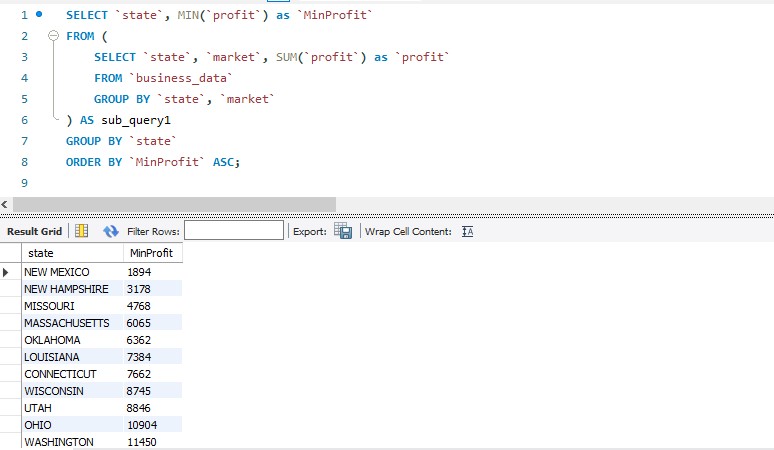 1 SELECT `state`, MIN(`profit`) as `MinProfit`
2 FROM (
3 SELECT `state`, `market`, SUM(`profit`) as `profit`
4 FROM `business_data`
5 GROUP BY `state`, `market`
6 ) AS sub_query1
7 GROUP BY `state`
8 ORDER BY `MinProfit` ASC;
9
Result Grid Filter Rows: Export: Wrap Cell Content:
state MinProfit
NEW MEXICO 1894
NEW HAMPSHIRE 3178
MISSOURI 4768
MASSACHUSETTS 6065
OKLAHOMA 6362
LOUISIANA 7384
CONNECTICUT 7662
WISCONSIN 8745
UTAH 8846
OHIO 10904
WASHINGTON 11450